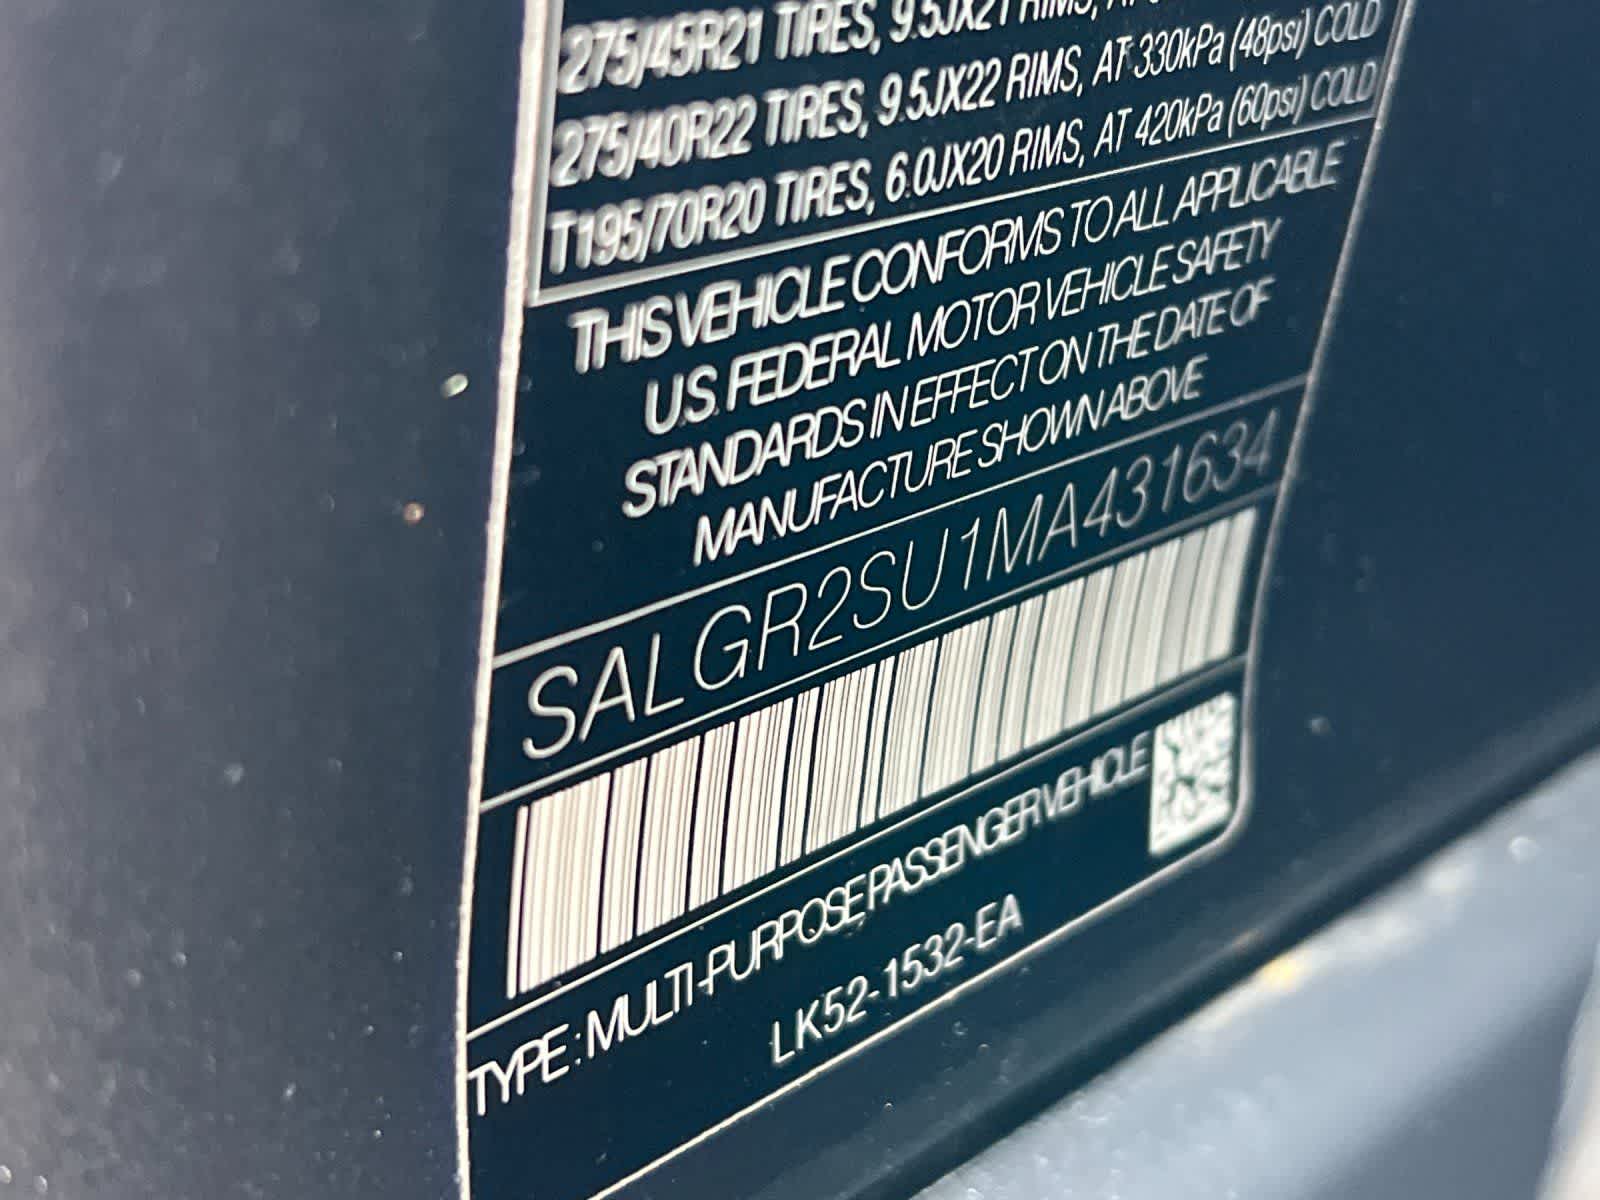 275/45R21 TIRES, 9.5JX21 RIMS,
275/40R22 TIRES, 9.5JX22 RIMS, AT 330kPa (48psi) COLD
T195/70R20 TIRES, 6.0JX20 RIMS, AT 420kPa (60psi) COLD
THIS VEHICLE CONFORMS TO ALL APPLICABLE
U.S. FEDERAL MOTOR VEHICLE SAFETY
STANDARDS IN EFFECT ON THE DATE OF
MANUFACTURE SHOWN ABOVE
SALGR2SU1MA431634
TYPE : MULTI-PURPOSE PASSENGER VEHICLE
LK52-1532-EA